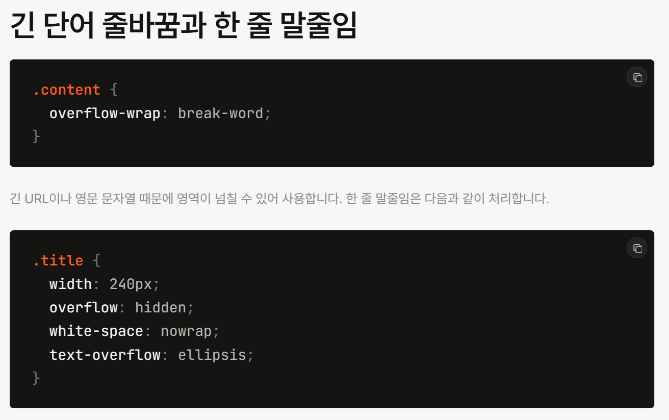 긴 단어 줄바꿈과 한 줄 말줄임
.content {
  overflow-wrap: break-word;
}
긴 URL이나 영문 문자열 때문에 영역이 넘칠 수 있어 사용합니다. 한 줄 말줄임은 다음과 같이 처리합니다.
.title {
  width: 240px;
  overflow: hidden;
  white-space: nowrap;
  text-overflow: ellipsis;
}